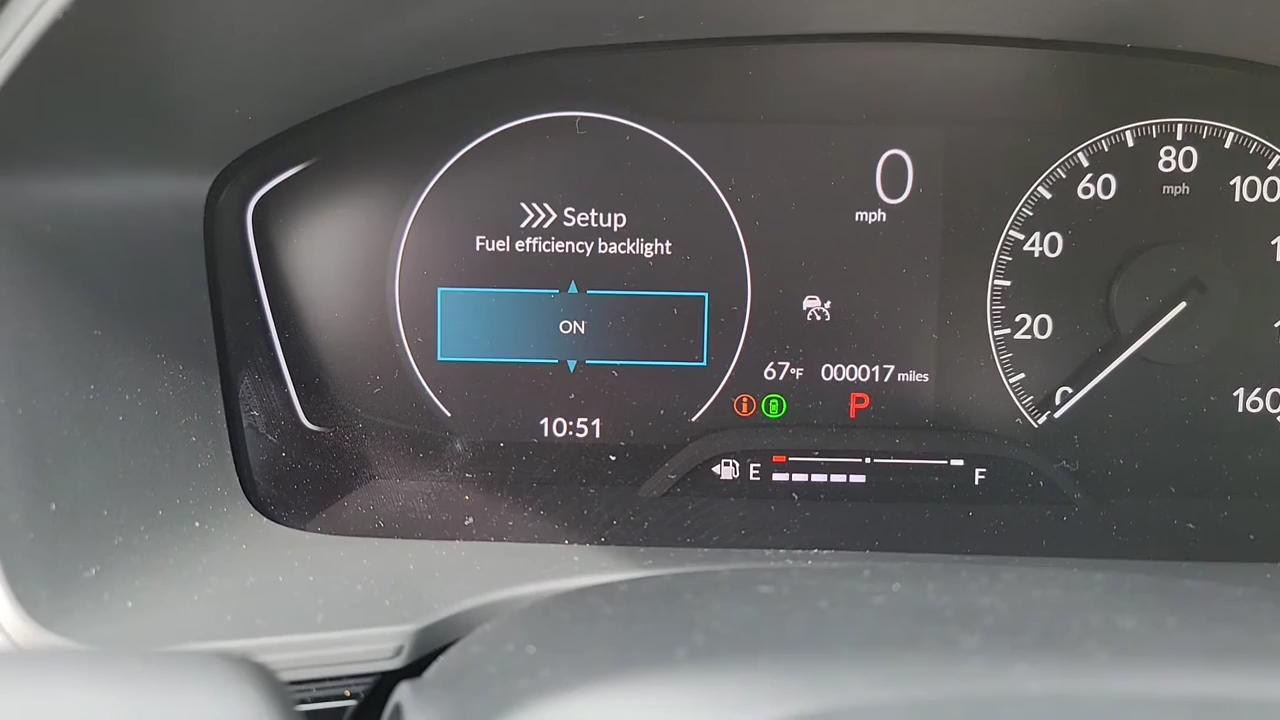 Setup
Fuel efficiency backlight
ON
10:51
0
mph
67°F 000017 miles
P
E
F
0
20
40
60
80
mph
100
160